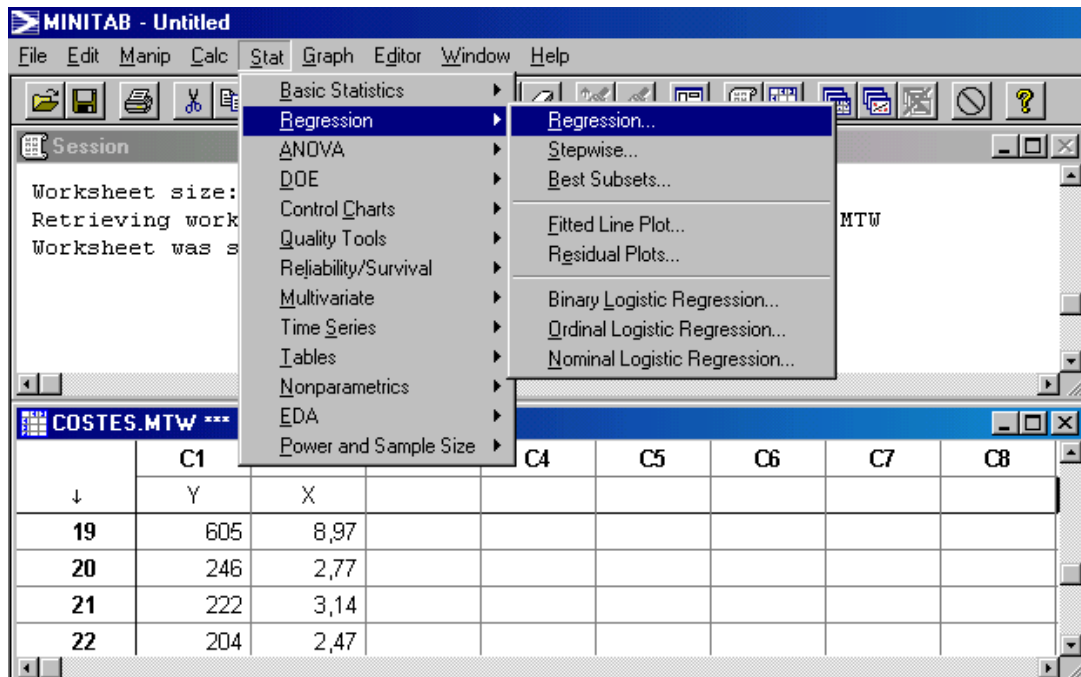 MINITAB - Untitled
File Edit Manip Calc Stat Graph Editor Window Help
Basic Statistics
Regression
ANOVA
DOE
Control Charts
Quality Tools
Reliability/Survival
Multivariate
Time Series
Tables
Nonparametrics
EDA
Power and Sample Size
Regression...
Stepwise...
Best Subsets...
Fitted Line Plot...
Residual Plots...
Binary Logistic Regression...
Ordinal Logistic Regression...
Nominal Logistic Regression...
Session
Worksheet size:
Retrieving work MTW
Worksheet was s
COSTES.MTW ***
C1 C4 C5 C6 C7 C8
↓ Y X
19 605 8,97
20 246 2,77
21 222 3,14
22 204 2,47